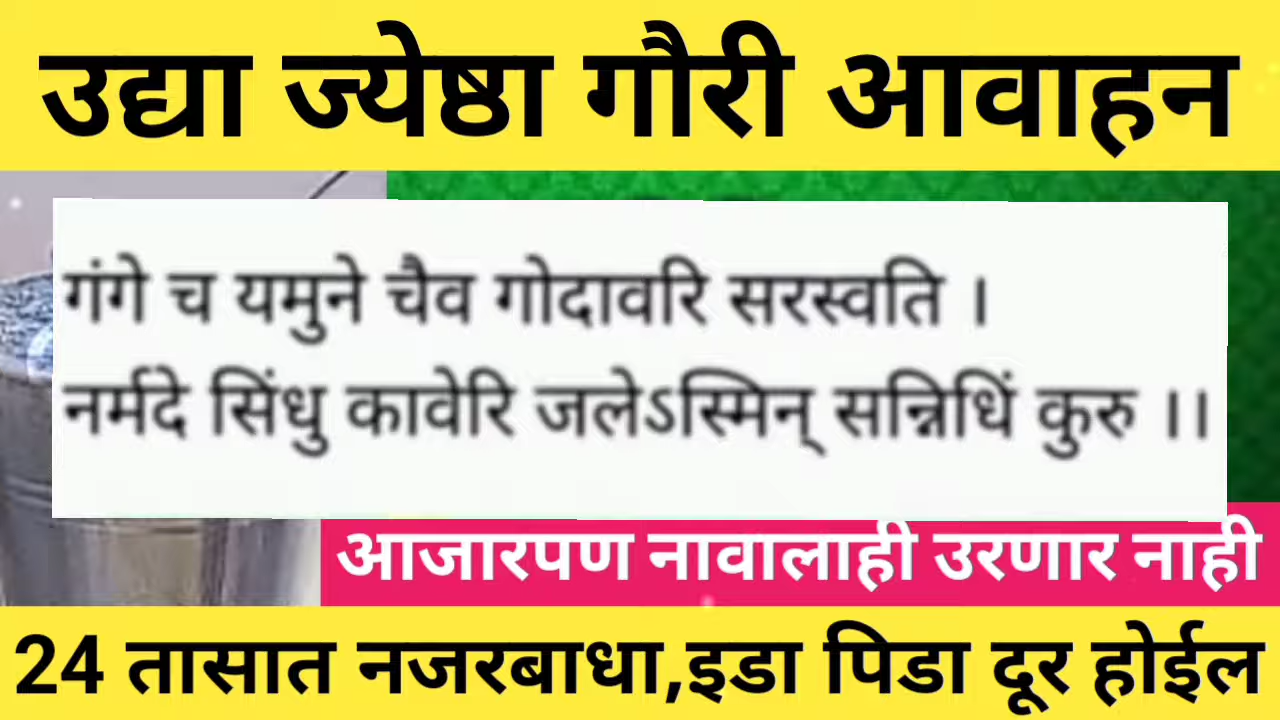 उद्या ज्येष्ठा गौरी आवाहन
गंगे च यमुने चैव गोदावरि सरस्वति ।
नर्मदे सिंधु कावेरि जलेऽस्मिन् सन्निधिं कुरु ।।
आजारपण नावालाही उरणार नाही
24 तासात नजरबाधा,इडा पिडा दूर होईल